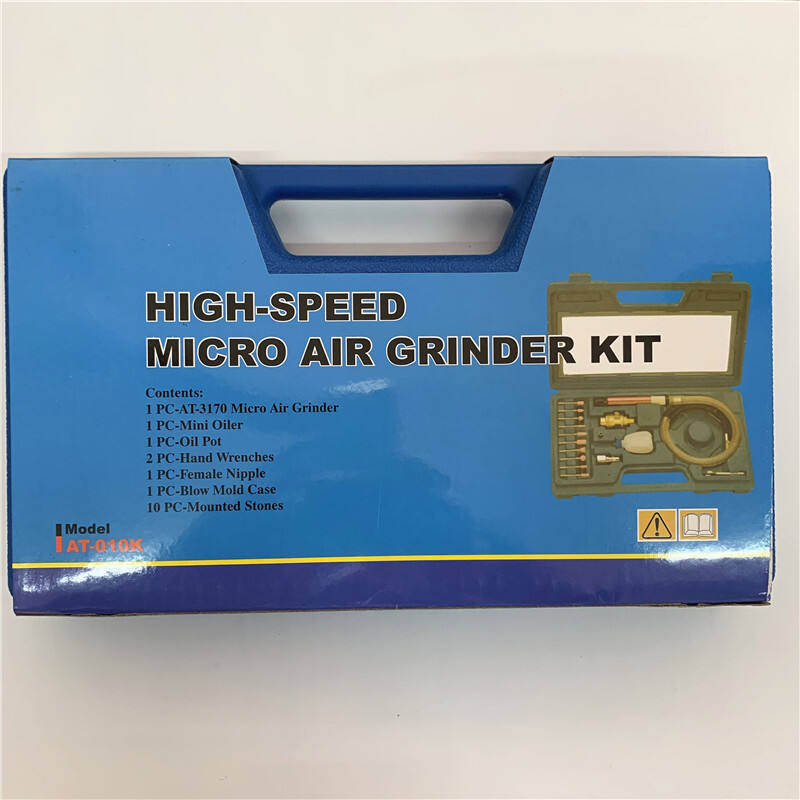 HIGH-SPEED
MICRO AIR GRINDER KIT
Contents:
1 PC-AT-3170 Micro Air Grinder
1 PC-Mini Oiler
1 PC-Oil Pot
2 PC-Hand Wrenches
1 PC-Female Nipple
1 PC-Blow Mold Case
10 PC-Mounted Stones
Model
AT-010K